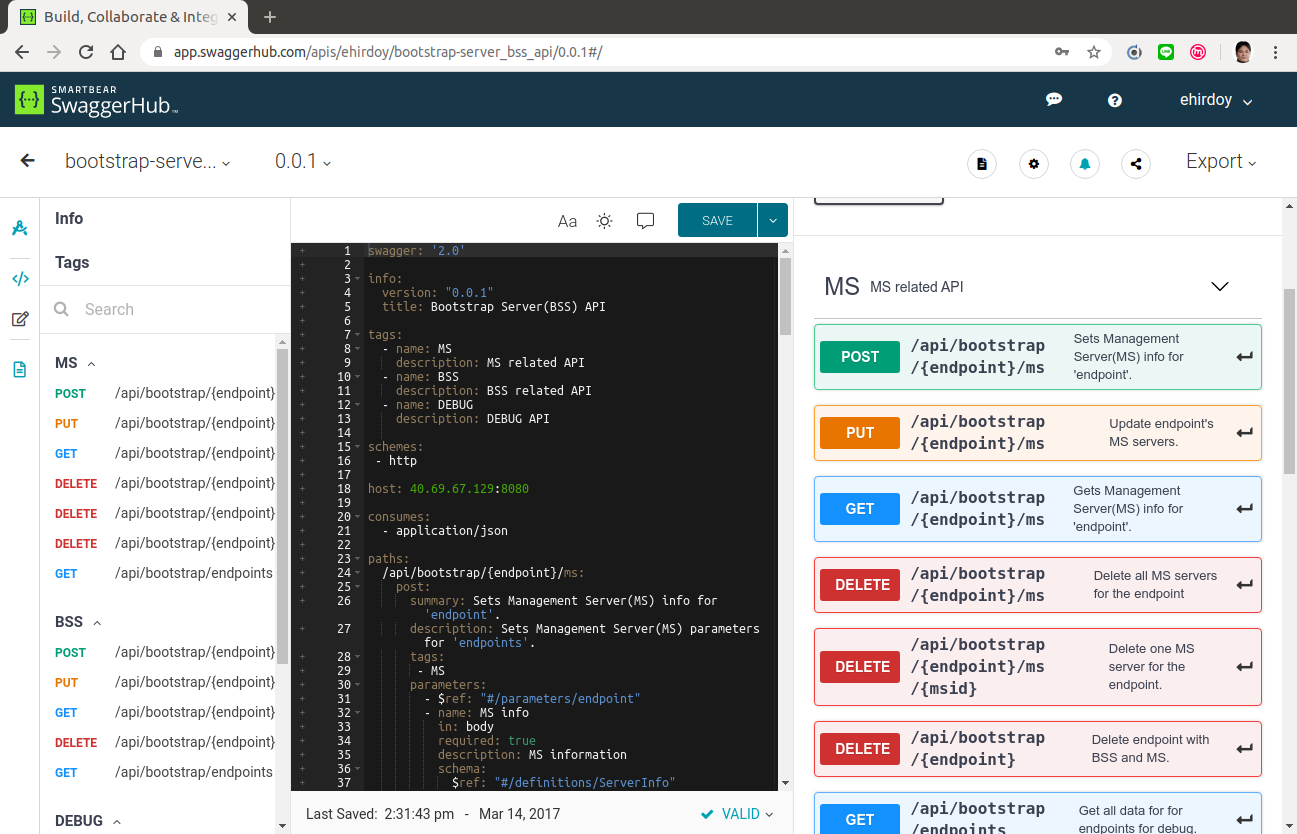 Build, Collaborate & Integ
app.swaggerhub.com/apis/ehirdoy/bootstrap-server_bss_api/0.0.1#/
SMARTBEAR
SwaggerHub™
ehirdoy
bootstrap-serve...
0.0.1
Export
Info
Tags
Search
MS
POST /api/bootstrap/{endpoint}
PUT /api/bootstrap/{endpoint}
GET /api/bootstrap/{endpoint}
DELETE /api/bootstrap/{endpoint}
DELETE /api/bootstrap/{endpoint}
DELETE /api/bootstrap/{endpoint}
GET /api/bootstrap/endpoints
BSS
POST /api/bootstrap/{endpoint}
PUT /api/bootstrap/{endpoint}
GET /api/bootstrap/{endpoint}
DELETE /api/bootstrap/{endpoint}
GET /api/bootstrap/endpoints
DEBUG
Aa
SAVE
1 swagger: '2.0'
2
3 info:
4 version: "0.0.1"
5 title: Bootstrap Server(BSS) API
6
7 tags:
8 - name: MS
9 description: MS related API
10 - name: BSS
11 description: BSS related API
12 - name: DEBUG
13 description: DEBUG API
14
15 schemes:
16 - http
17
18 host: 40.69.67.129:8080
19
20 consumes:
21 - application/json
22
23 paths:
24 /api/bootstrap/{endpoint}/ms:
25 post:
26 summary: Sets Management Server(MS) info for
'endpoint'.
27 description: Sets Management Server(MS) parameters
for 'endpoints'.
28 tags:
29 - MS
30 parameters:
31 - $ref: "#/parameters/endpoint"
32 - name: MS info
33 in: body
34 required: true
35 description: MS information
36 schema:
37 $ref: "#/definitions/ServerInfo"
Last Saved: 2:31:43 pm - Mar 14, 2017
VALID
MS MS related API
POST
/api/bootstrap
/{endpoint}/ms
Sets Management
Server(MS) info for
'endpoint'.
PUT
/api/bootstrap
/{endpoint}/ms
Update endpoint's
MS servers.
GET
/api/bootstrap
/{endpoint}/ms
Gets Management
Server(MS) info for
'endpoint'.
DELETE
/api/bootstrap
/{endpoint}/ms
Delete all MS servers
for the endpoint
DELETE
/api/bootstrap
/{endpoint}/ms
/{msid}
Delete one MS
server for the
endpoint.
DELETE
/api/bootstrap
/{endpoint}
Delete endpoint with
BSS and MS.
GET
/api/bootstrap
/endpoints
Get all data for for
endpoints for debug.